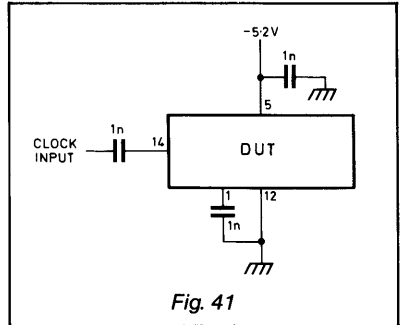 -5·2V
1n
5
1n
CLOCK
INPUT
14
DUT
1
12
1n
Fig. 41